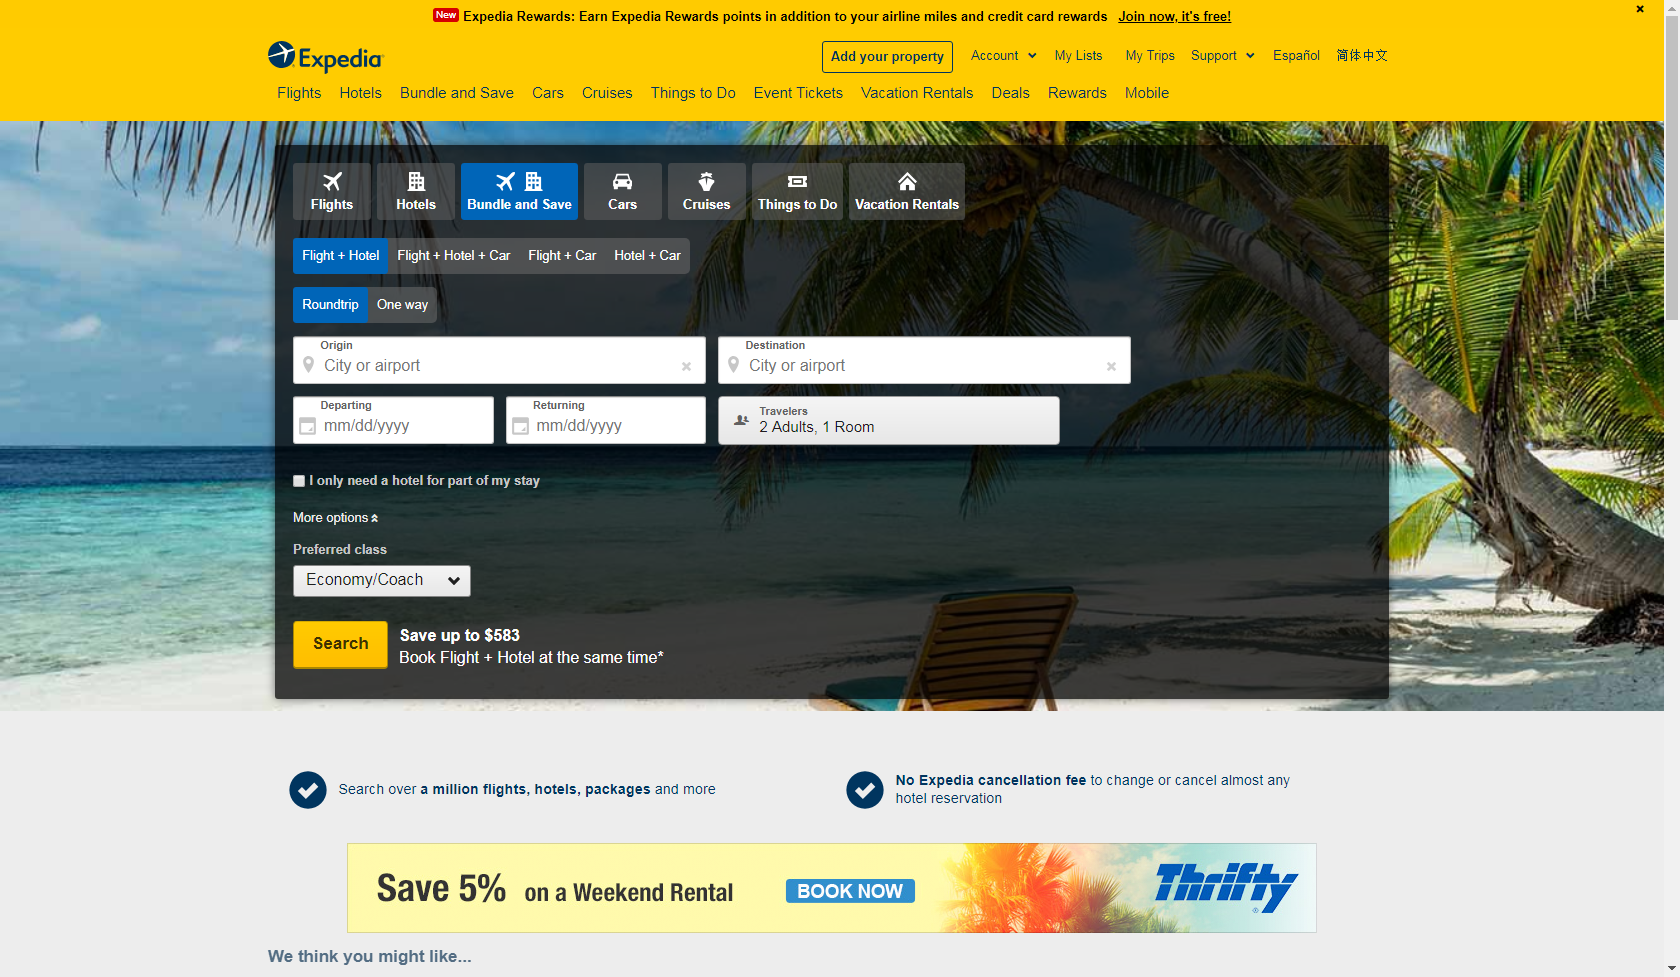 New Expedia Rewards: Earn Expedia Rewards points in addition to your airline miles and credit card rewards Join now, it's free!
Expedia
Add your property Account My Lists My Trips Support Español 简体中文
Flights Hotels Bundle and Save Cars Cruises Things to Do Event Tickets Vacation Rentals Deals Rewards Mobile
Flights Hotels Bundle and Save Cars Cruises Things to Do Vacation Rentals
Flight + Hotel Flight + Hotel + Car Flight + Car Hotel + Car
Roundtrip One way
Origin
City or airport
Destination
City or airport
Departing
mm/dd/yyyy
Returning
mm/dd/yyyy
Travelers
2 Adults, 1 Room
I only need a hotel for part of my stay
More options
Preferred class
Economy/Coach
Search
Save up to $583
Book Flight + Hotel at the same time*
Search over a million flights, hotels, packages and more
No Expedia cancellation fee to change or cancel almost any
hotel reservation
Save 5% on a Weekend Rental BOOK NOW Thrifty ®
We think you might like...